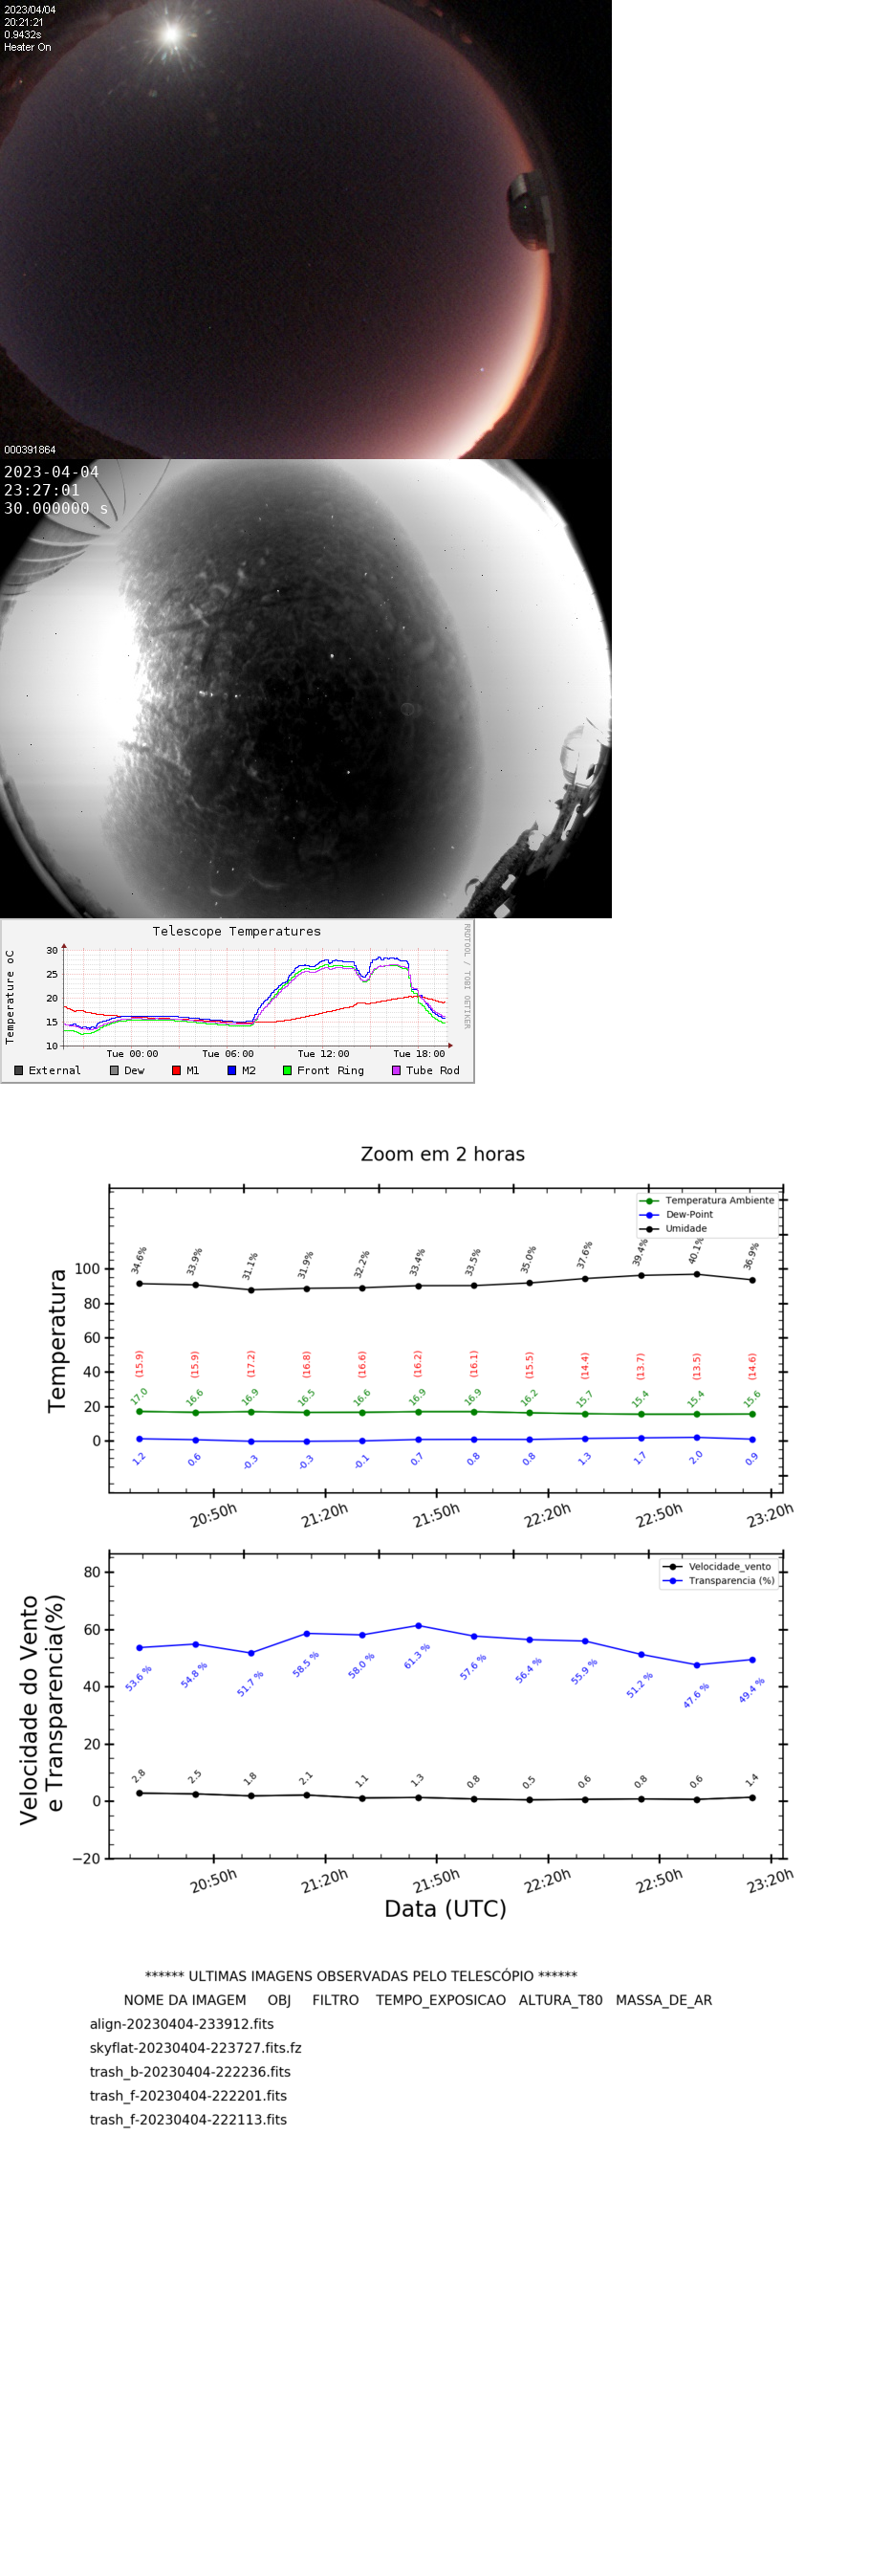 2023/04/04
20:21:21
0.9432s
Heater On
000391864
2023-04-04
23:27:01
30.000000 s
Telescope Temperatures
RRDTOOL / TOBI OETIKER
Temperature oC
30
25
20
15
10
Tue 00:00 Tue 06:00 Tue 12:00 Tue 18:00
External Dew M1 M2 Front Ring Tube Rod
Zoom em 2 horas
Temperatura Ambiente
Dew-Point
Umidade
Temperatura
100
80
60
40
20
0
34.6% 33.9% 31.1% 31.9% 32.2% 33.4% 33.5% 35.0% 37.6% 39.4% 40.1% 36.9%
(15.9) (15.9) (17.2) (16.8) (16.6) (16.2) (16.1) (15.5) (14.4) (13.7) (13.5) (14.6)
17.0 16.6 16.9 16.5 16.6 16.9 16.9 16.2 15.7 15.4 15.4 15.6
1.2 0.6 -0.3 -0.3 -0.1 0.7 0.8 0.8 1.3 1.7 2.0 0.9
20:50h 21:20h 21:50h 22:20h 22:50h 23:20h
Velocidade_vento
Transparencia (%)
Velocidade do Vento
e Transparencia(%)
80
60
40
20
0
−20
53.6 % 54.8 % 51.7 % 58.5 % 58.0 % 61.3 % 57.6 % 56.4 % 55.9 % 51.2 % 47.6 % 49.4 %
2.8 2.5 1.8 2.1 1.1 1.3 0.8 0.5 0.6 0.8 0.6 1.4
20:50h 21:20h 21:50h 22:20h 22:50h 23:20h
Data (UTC)
****** ULTIMAS IMAGENS OBSERVADAS PELO TELESCÓPIO ******
NOME DA IMAGEM OBJ FILTRO TEMPO_EXPOSICAO ALTURA_T80 MASSA_DE_AR
align-20230404-233912.fits
skyflat-20230404-223727.fits.fz
trash_b-20230404-222236.fits
trash_f-20230404-222201.fits
trash_f-20230404-222113.fits